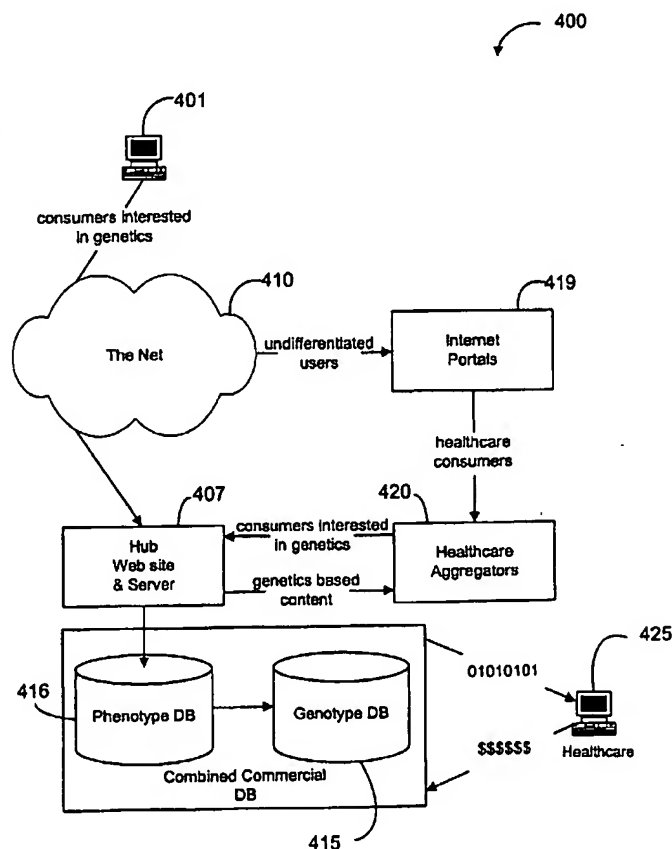 400
401
consumers interested
in genetics
410
419
The Net
undifferentiated
users
Internet
Portals
healthcare
consumers
407
420
Hub
Web site
& Server
consumers interested
in genetics
genetics based
content
Healthcare
Aggregators
425
01010101
416
Phenotype DB
Genotype DB
$$$$$$
Healthcare
Combined Commercial
DB
415